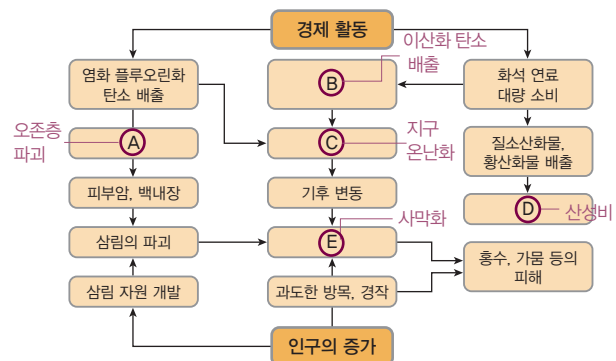 경제 활동
이산화 탄소
배출
염화 플루오린화
탄소 배출
B
화석 연료
대량 소비
오존층
파괴
A
C
지구
온난화
질소산화물,
황산화물 배출
피부암, 백내장
기후 변동
D
산성비
사막화
삼림의 파괴
E
홍수, 가뭄 등의
피해
삼림 자원 개발
과도한 방목, 경작
인구의 증가